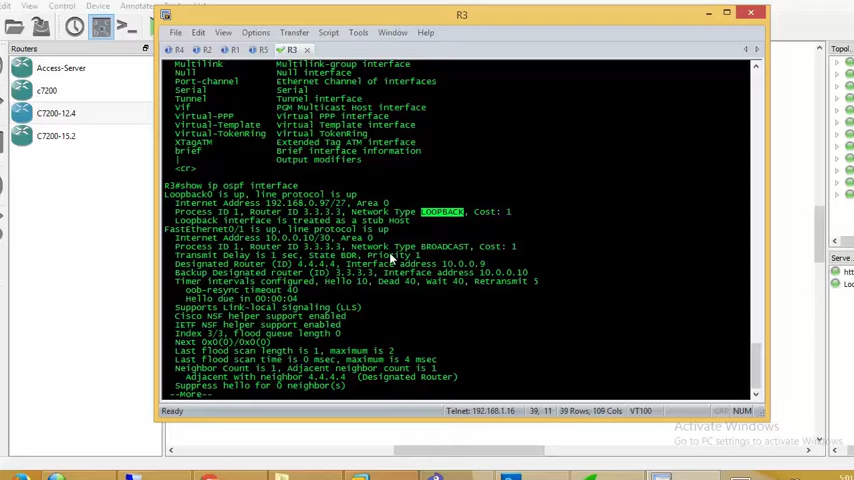 Edit View Device Annotate
R3
File Edit View Options Transfer Script Tools Window Help
Routers
R4 R2 R1 R5 R3
Topol...
Access-Server
c7200
C7200-12.4
C7200-15.2
Multilink Multilink-group interface
Null Null interface
Port-channel Ethernet Channel of interfaces
Serial Serial
Tunnel Tunnel interface
Vif PGM Multicast Host interface
Virtual-PPP Virtual PPP interface
Virtual-Template Virtual Template interface
Virtual-TokenRing Virtual TokenRing
XTagATM Extended Tag ATM interface
brief Brief interface information
| Output modifiers
<cr>
R3#show ip ospf interface
Loopback0 is up, line protocol is up
Internet Address 192.168.0.97/27, Area 0
Process ID 1, Router ID 3.3.3.3, Network Type LOOPBACK, Cost: 1
Loopback interface is treated as a stub Host
FastEthernet0/1 is up, line protocol is up
Internet Address 10.0.0.10/30, Area 0
Process ID 1, Router ID 3.3.3.3, Network Type BROADCAST, Cost: 1
Transmit Delay is 1 sec, State BDR, Priority 1
Designated Router (ID) 4.4.4.4, Interface address 10.0.0.9
Backup Designated router (ID) 3.3.3.3, Interface address 10.0.0.10
Timer intervals configured, Hello 10, Dead 40, Wait 40, Retransmit 5
oob-resync timeout 40
Hello due in 00:00:04
Supports Link-local Signaling (LLS)
Cisco NSF helper support enabled
IETF NSF helper support enabled
Index 3/3, flood queue length 0
Next 0x0(0)/0x0(0)
Last flood scan length is 1, maximum is 2
Last flood scan time is 0 msec, maximum is 4 msec
Neighbor Count is 1, Adjacent neighbor count is 1
Adjacent with neighbor 4.4.4.4 (Designated Router)
Suppress hello for 0 neighbor(s)
--More--
Serve...
htt
Loc
Ready Telnet: 192.168.1.16 39, 11 39 Rows, 109 Cols VT100 CAP NUM
Activate Windows
Go to PC settings to activate Windows.